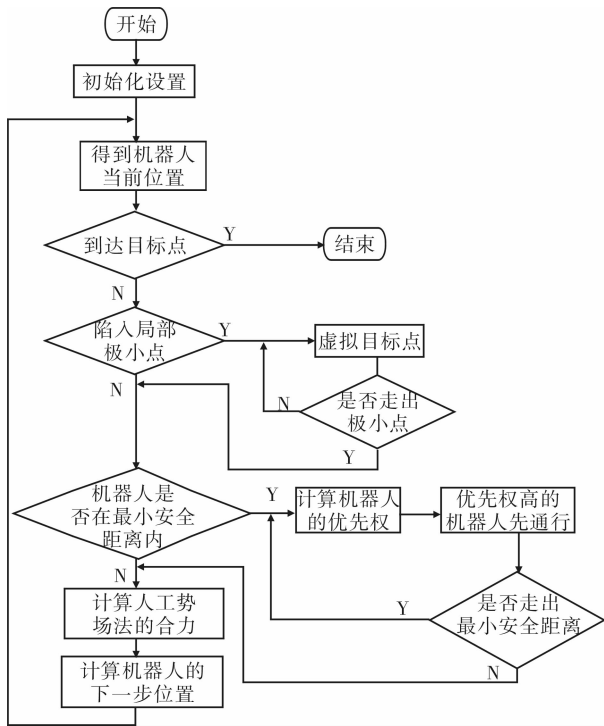 开始
初始化设置
得到机器人
当前位置
到达目标点
Y
结束
N
陷入局部
极小点
Y
虚拟目标点
N
是否走出
极小点
N
Y
机器人是
否在最小安全
距离内
Y
计算机器人
的优先权
优先权高的
机器人先通行
N
计算人工势
场法的合力
Y
是否走出
最小安全距离
N
计算机器人的
下一步位置